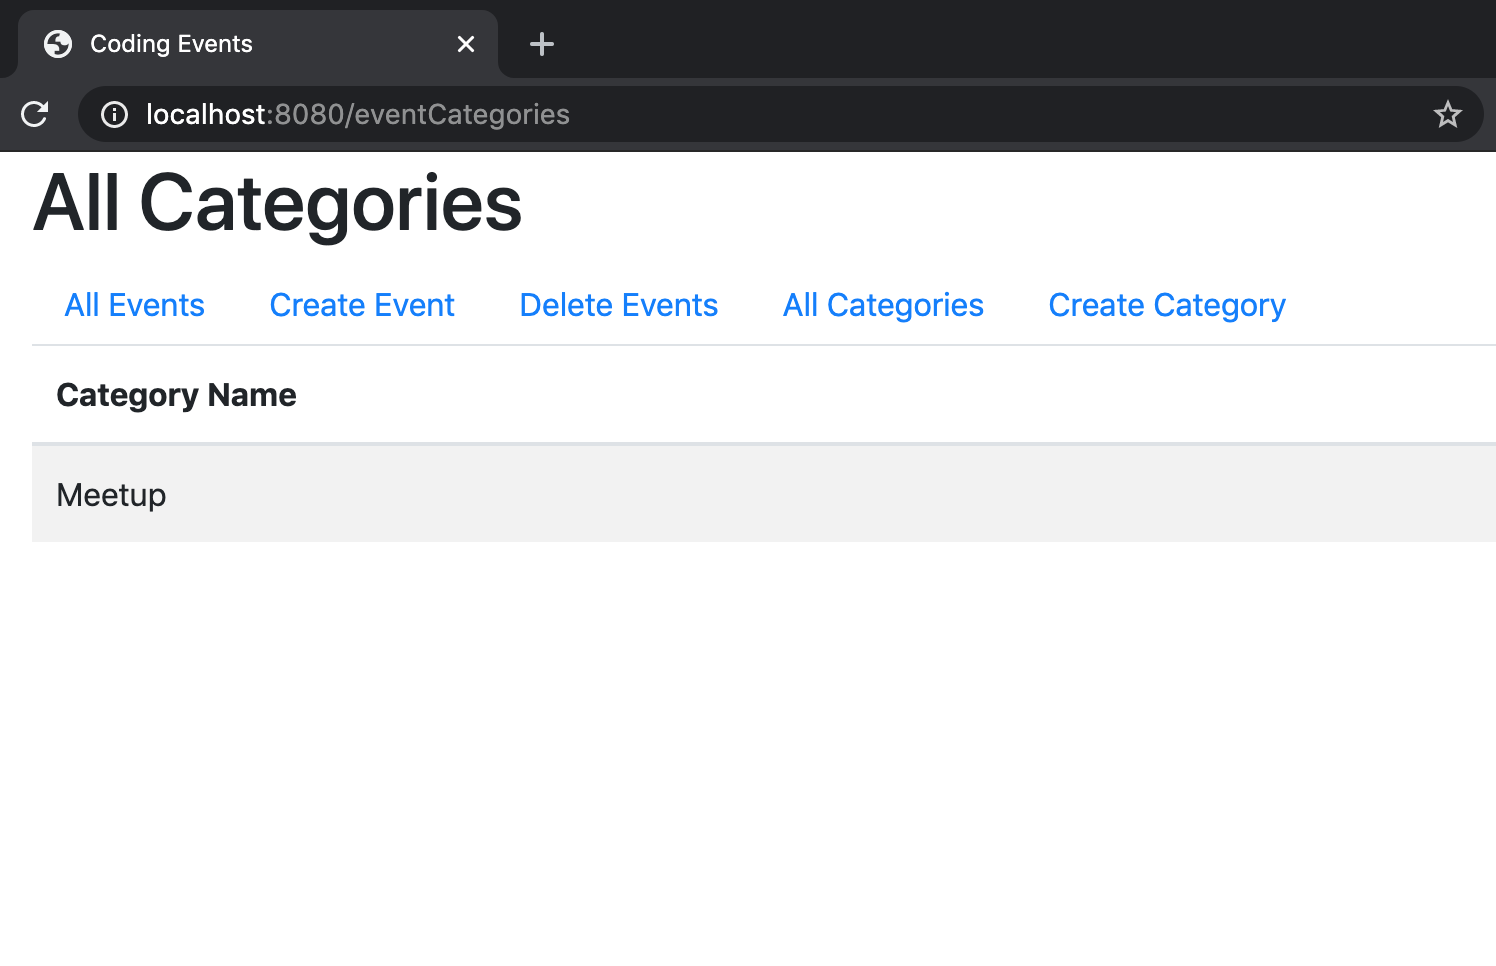 Coding Events
localhost:8080/eventCategories
All Categories
All Events Create Event Delete Events All Categories Create Category
Category Name
Meetup